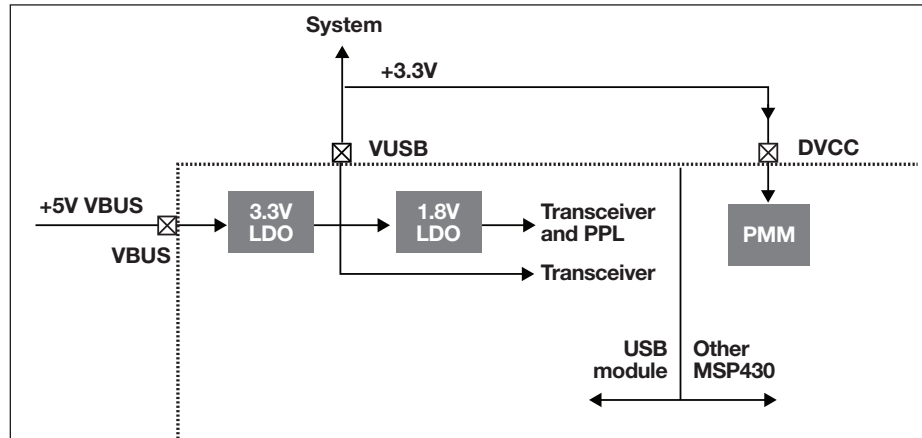 System
+3.3V
VUSB
DVCC
+5V VBUS
VBUS
3.3V
LDO
1.8V
LDO
Transceiver
and PPL
Transceiver
PMM
USB
module
Other
MSP430